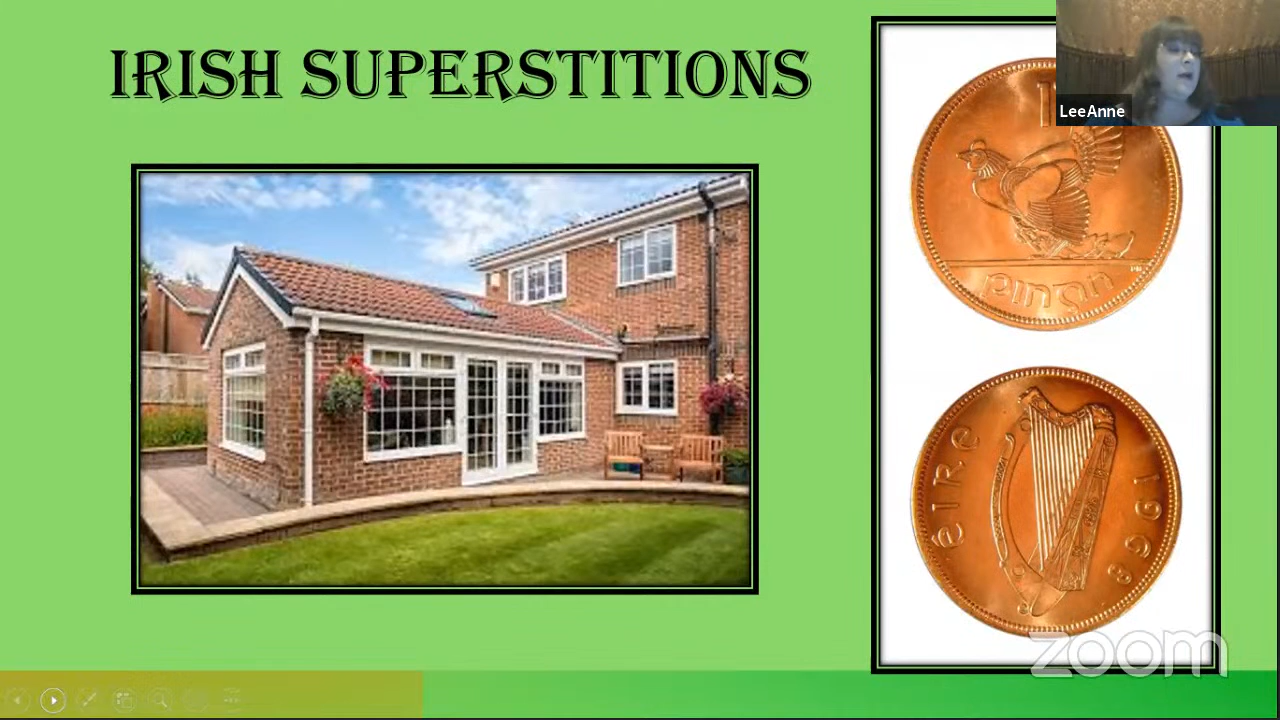 IRISH SUPERSTITIONS
LeeAnne
pingin
éire
1968
zoom